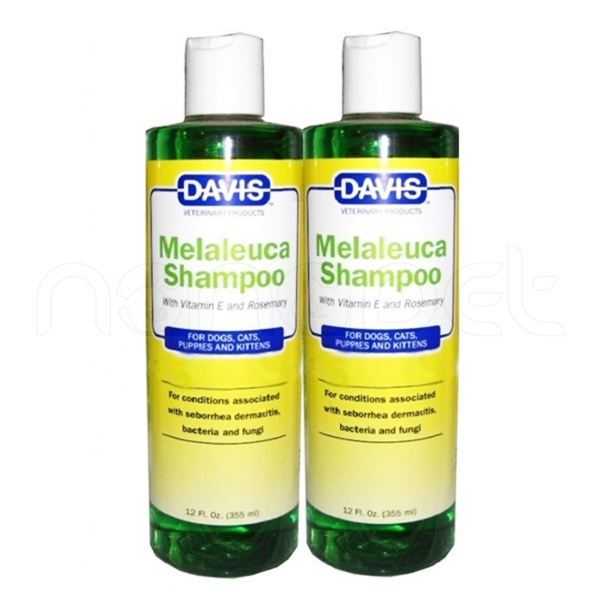 DAVIS™
VETERINARY PRODUCTS
Melaleuca
Shampoo
With Vitamin E and Rosemary
FOR DOGS, CATS,
PUPPIES AND KITTENS
For conditions associated
with seborrhea dermatitis,
bacteria and fungi
12 Fl. Oz. (355 ml)
DAVIS™
VETERINARY PRODUCTS
Melaleuca
Shampoo
With Vitamin E and Rosemary
FOR DOGS, CATS,
PUPPIES AND KITTENS
For conditions associated
with seborrhea dermatitis,
bacteria and fungi
12 Fl. Oz. (355 ml)